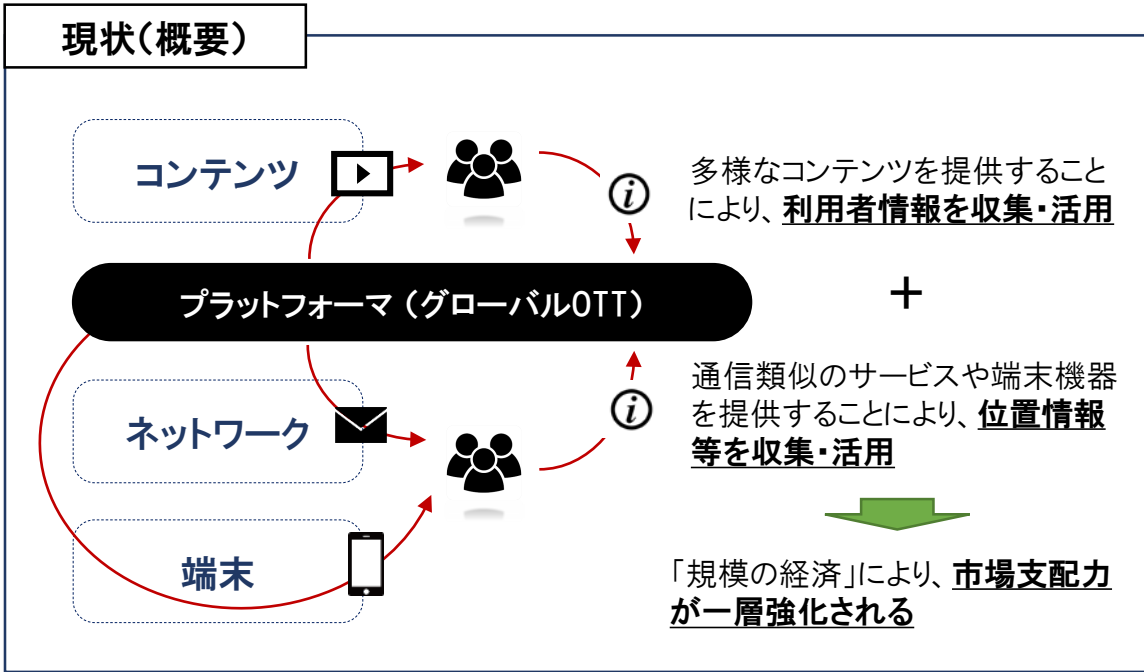 現状(概要)
コンテンツ
多様なコンテンツを提供すること
により、利用者情報を収集・活用
プラットフォーマ(グローバルOTT)
+
ネットワーク
通信類似のサービスや端末機器
を提供することにより、位置情報
等を収集・活用
端末
「規模の経済」により、市場支配力
が一層強化される
i
i